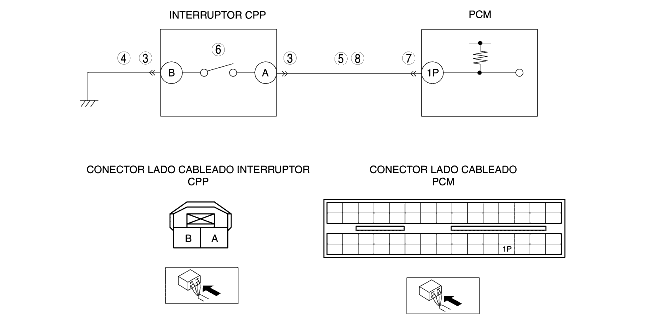 INTERRUPTOR CPP
PCM
4 3 6 3 5 8 7
B A 1P
CONECTOR LADO CABLEADO INTERRUPTOR
CPP
CONECTOR LADO CABLEADO
PCM
B A
1P